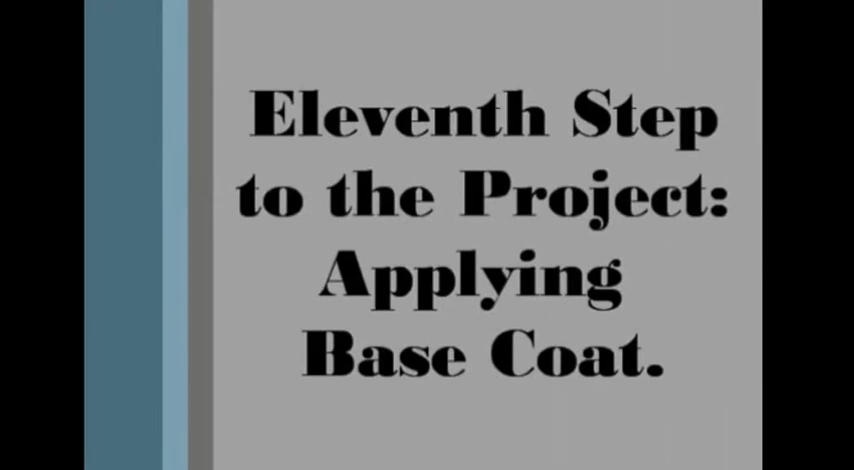 Eleventh Step
to the Project:
Applying
Base Coat.